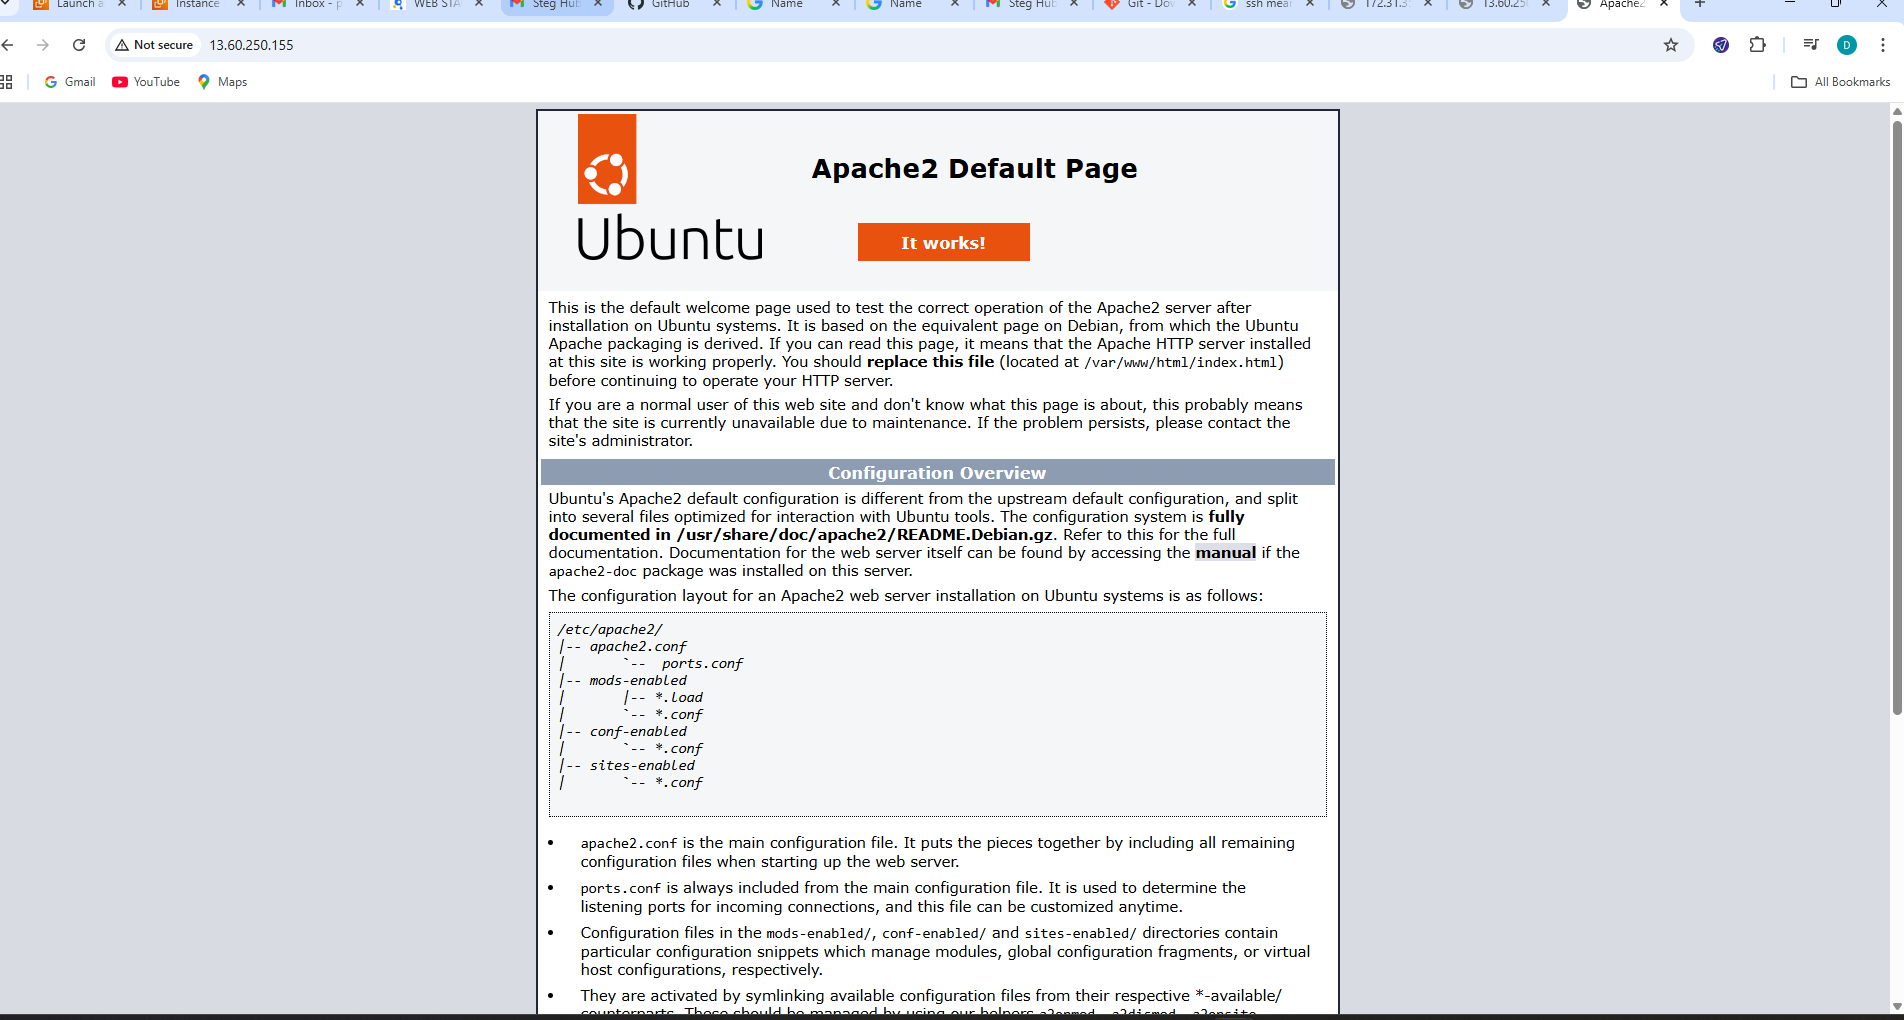 Launch a
Instance
Inbox - p
WEB STA
Steg Hub
GitHub
Name
Name
Steg Hub
Git - Dov
ssh mear
172.31.3
13.60.250
Apache2
Not secure
13.60.250.155
D
Gmail
YouTube
Maps
All Bookmarks
Apache2 Default Page
Ubuntu
It works!
This is the default welcome page used to test the correct operation of the Apache2 server after
installation on Ubuntu systems. It is based on the equivalent page on Debian, from which the Ubuntu
Apache packaging is derived. If you can read this page, it means that the Apache HTTP server installed
at this site is working properly. You should replace this file (located at /var/www/html/index.html)
before continuing to operate your HTTP server.
If you are a normal user of this web site and don't know what this page is about, this probably means
that the site is currently unavailable due to maintenance. If the problem persists, please contact the
site's administrator.
Configuration Overview
Ubuntu's Apache2 default configuration is different from the upstream default configuration, and split
into several files optimized for interaction with Ubuntu tools. The configuration system is fully
documented in /usr/share/doc/apache2/README.Debian.gz. Refer to this for the full
documentation. Documentation for the web server itself can be found by accessing the manual if the
apache2-doc package was installed on this server.
The configuration layout for an Apache2 web server installation on Ubuntu systems is as follows:
/etc/apache2/
|-- apache2.conf
|       `--  ports.conf
|-- mods-enabled
|       |-- *.load
|       `-- *.conf
|-- conf-enabled
|       `-- *.conf
|-- sites-enabled
|       `-- *.conf
• apache2.conf is the main configuration file. It puts the pieces together by including all remaining
configuration files when starting up the web server.
• ports.conf is always included from the main configuration file. It is used to determine the
listening ports for incoming connections, and this file can be customized anytime.
• Configuration files in the mods-enabled/, conf-enabled/ and sites-enabled/ directories contain
particular configuration snippets which manage modules, global configuration fragments, or virtual
host configurations, respectively.
• They are activated by symlinking available configuration files from their respective *-available/
counterparts. These should be managed by using our helpers a2enmod, a2dismod, a2ensite,